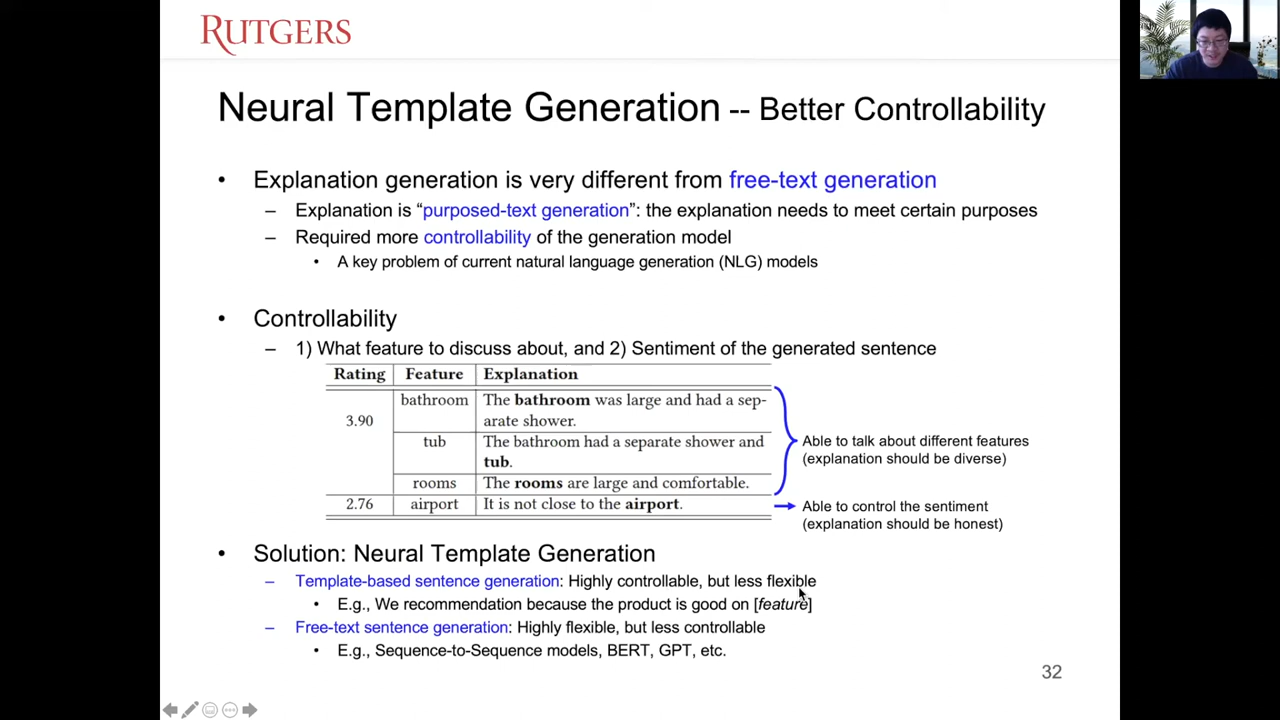 RUTGERS
Neural Template Generation -- Better Controllability
• Explanation generation is very different from free-text generation
– Explanation is “purposed-text generation”: the explanation needs to meet certain purposes
– Required more controllability of the generation model
• A key problem of current natural language generation (NLG) models
• Controllability
– 1) What feature to discuss about, and 2) Sentiment of the generated sentence
Rating Feature Explanation
bathroom The bathroom was large and had a sep-
3.90 arate shower.
tub The bathroom had a separate shower and
tub.
rooms The rooms are large and comfortable.
2.76 airport It is not close to the airport.
Able to talk about different features
(explanation should be diverse)
Able to control the sentiment
(explanation should be honest)
• Solution: Neural Template Generation
– Template-based sentence generation: Highly controllable, but less flexible
• E.g., We recommendation because the product is good on [feature]
– Free-text sentence generation: Highly flexible, but less controllable
• E.g., Sequence-to-Sequence models, BERT, GPT, etc.
32